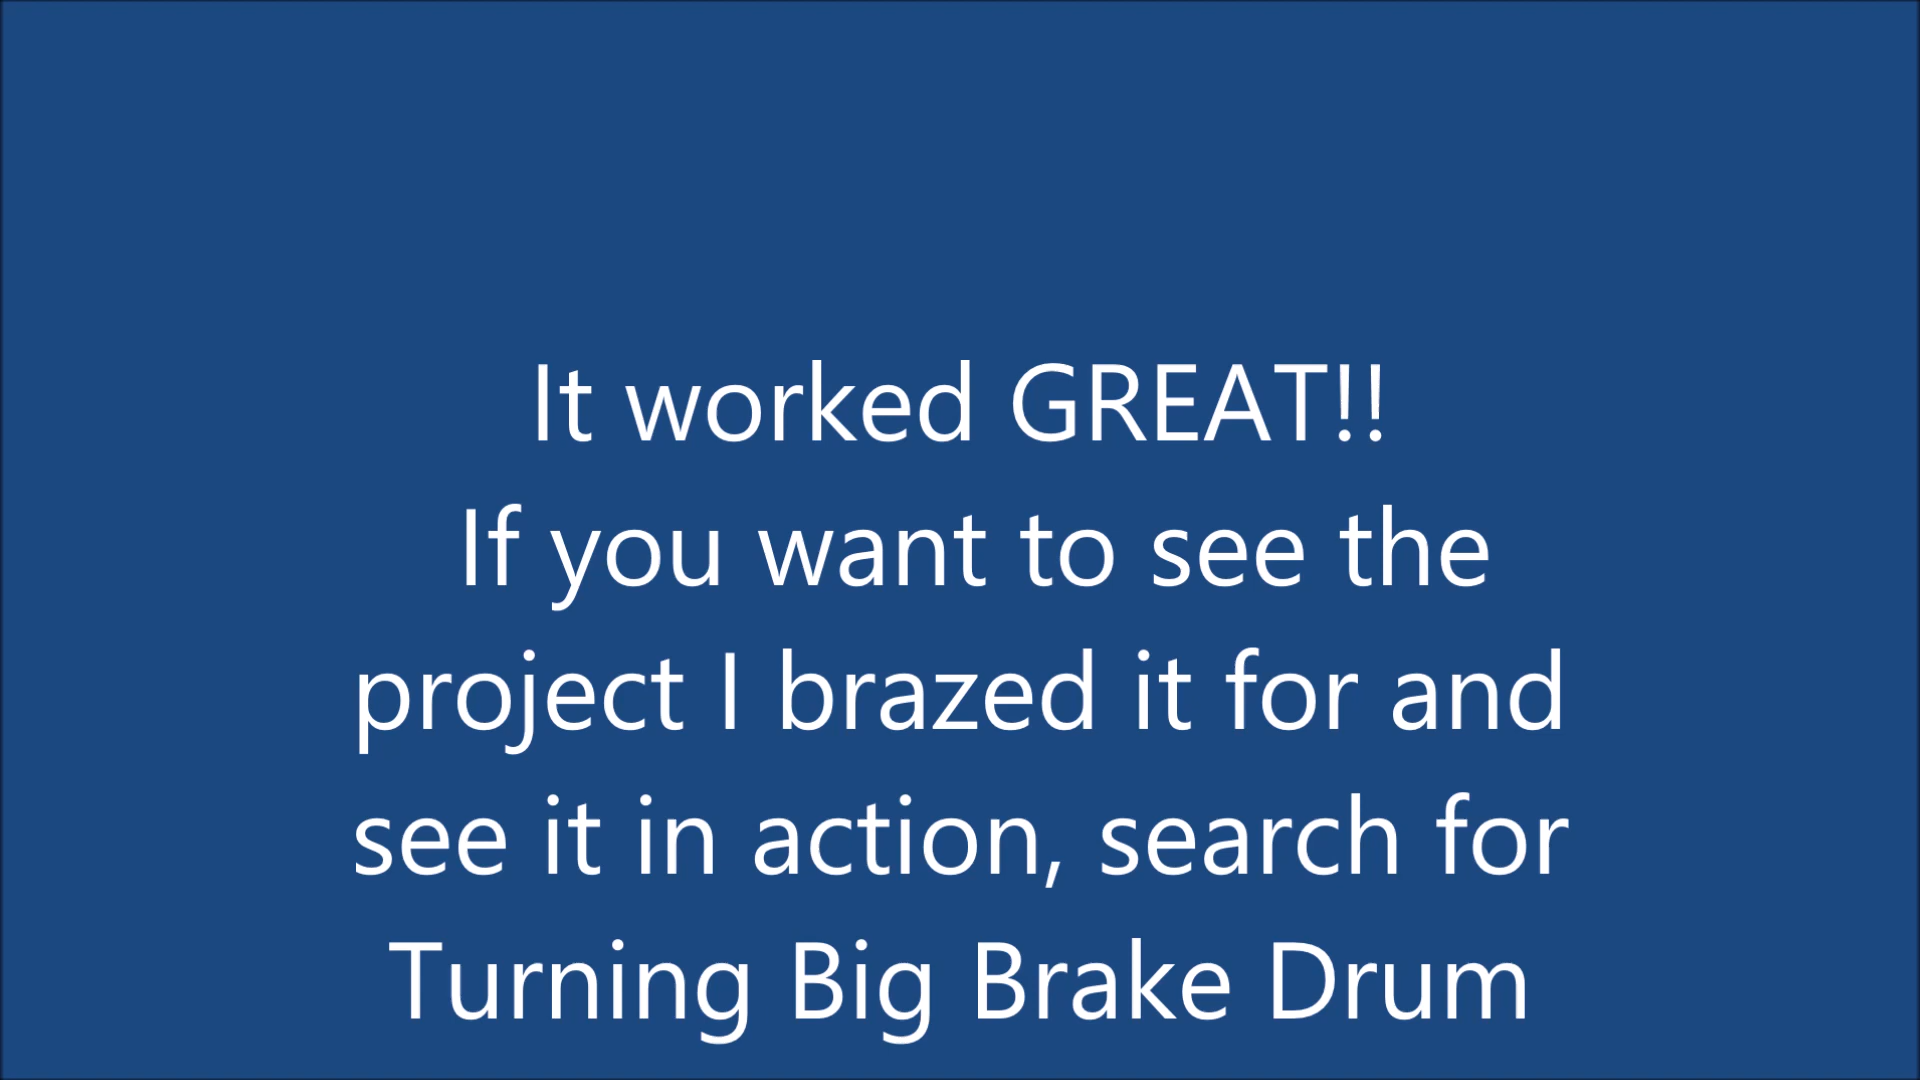 It worked GREAT!!
If you want to see the
project I brazed it for and
see it in action, search for
Turning Big Brake Drum